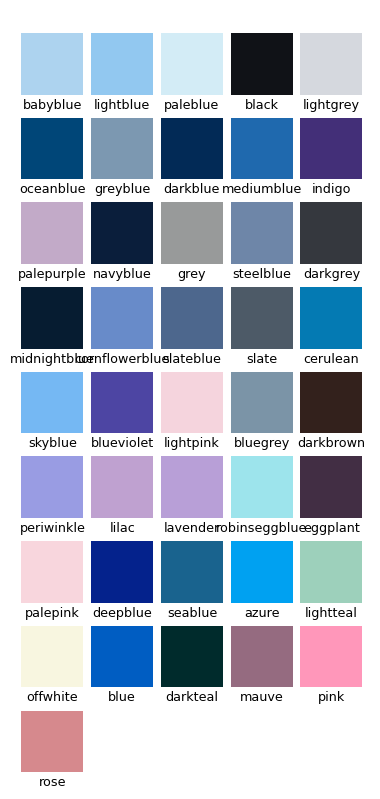 babyblue lightblue paleblue black lightgrey
oceanblue greyblue darkblue mediumblue indigo
palepurple navyblue grey steelblue darkgrey
midnightblue cornflowerblue slateblue slate cerulean
skyblue blueviolet lightpink bluegrey darkbrown
periwinkle lilac lavender robinseggblue eggplant
palepink deepblue seablue azure lightteal
offwhite blue darkteal mauve pink
rose